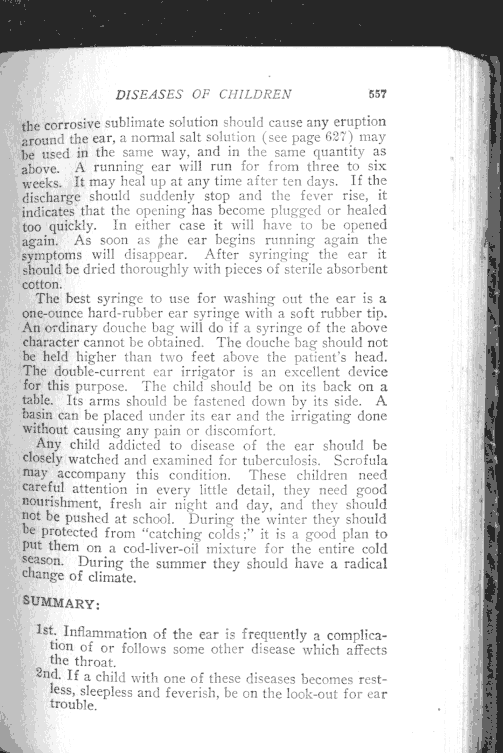 DISEASES OF CHILDREN 557
the corrosive sublimate solution should cause any eruption
around the ear, a normal salt solution (see page 627) may
be used in the same way, and in the same quantity as
above. A running ear will run for from three to six
weeks. It may heal up at any time after ten days. If the
discharge should suddenly stop and the fever rise, it
indicates that the opening has become plugged or healed
too quickly. In either case it will have to be opened
again. As soon as the ear begins running again the
symptoms will disappear. After syringing the ear it
should be dried thoroughly with pieces of sterile absorbent
cotton.
The best syringe to use for washing out the ear is a
one-ounce hard-rubber ear syringe with a soft rubber tip.
An ordinary douche bag will do if a syringe of the above
character cannot be obtained. The douche bag should not
be held higher than two feet above the patient's head.
The double-current ear irrigator is an excellent device
for this purpose. The child should be on its back on a
table. Its arms should be fastened down by its side. A
basin can be placed under its ear and the irrigating done
without causing any pain or discomfort.
Any child addicted to disease of the ear should be
closely watched and examined for tuberculosis. Scrofula
may accompany this condition. These children need
careful attention in every little detail, they need good
nourishment, fresh air night and day, and they should
not be pushed at school. During the winter they should
be protected from "catching colds;" it is a good plan to
put them on a cod-liver-oil mixture for the entire cold
season. During the summer they should have a radical
change of climate.
SUMMARY:
1st. Inflammation of the ear is frequently a complica-
tion of or follows some other disease which affects
the throat.
2nd. If a child with one of these diseases becomes rest-
less, sleepless and feverish, be on the look-out for ear
trouble.